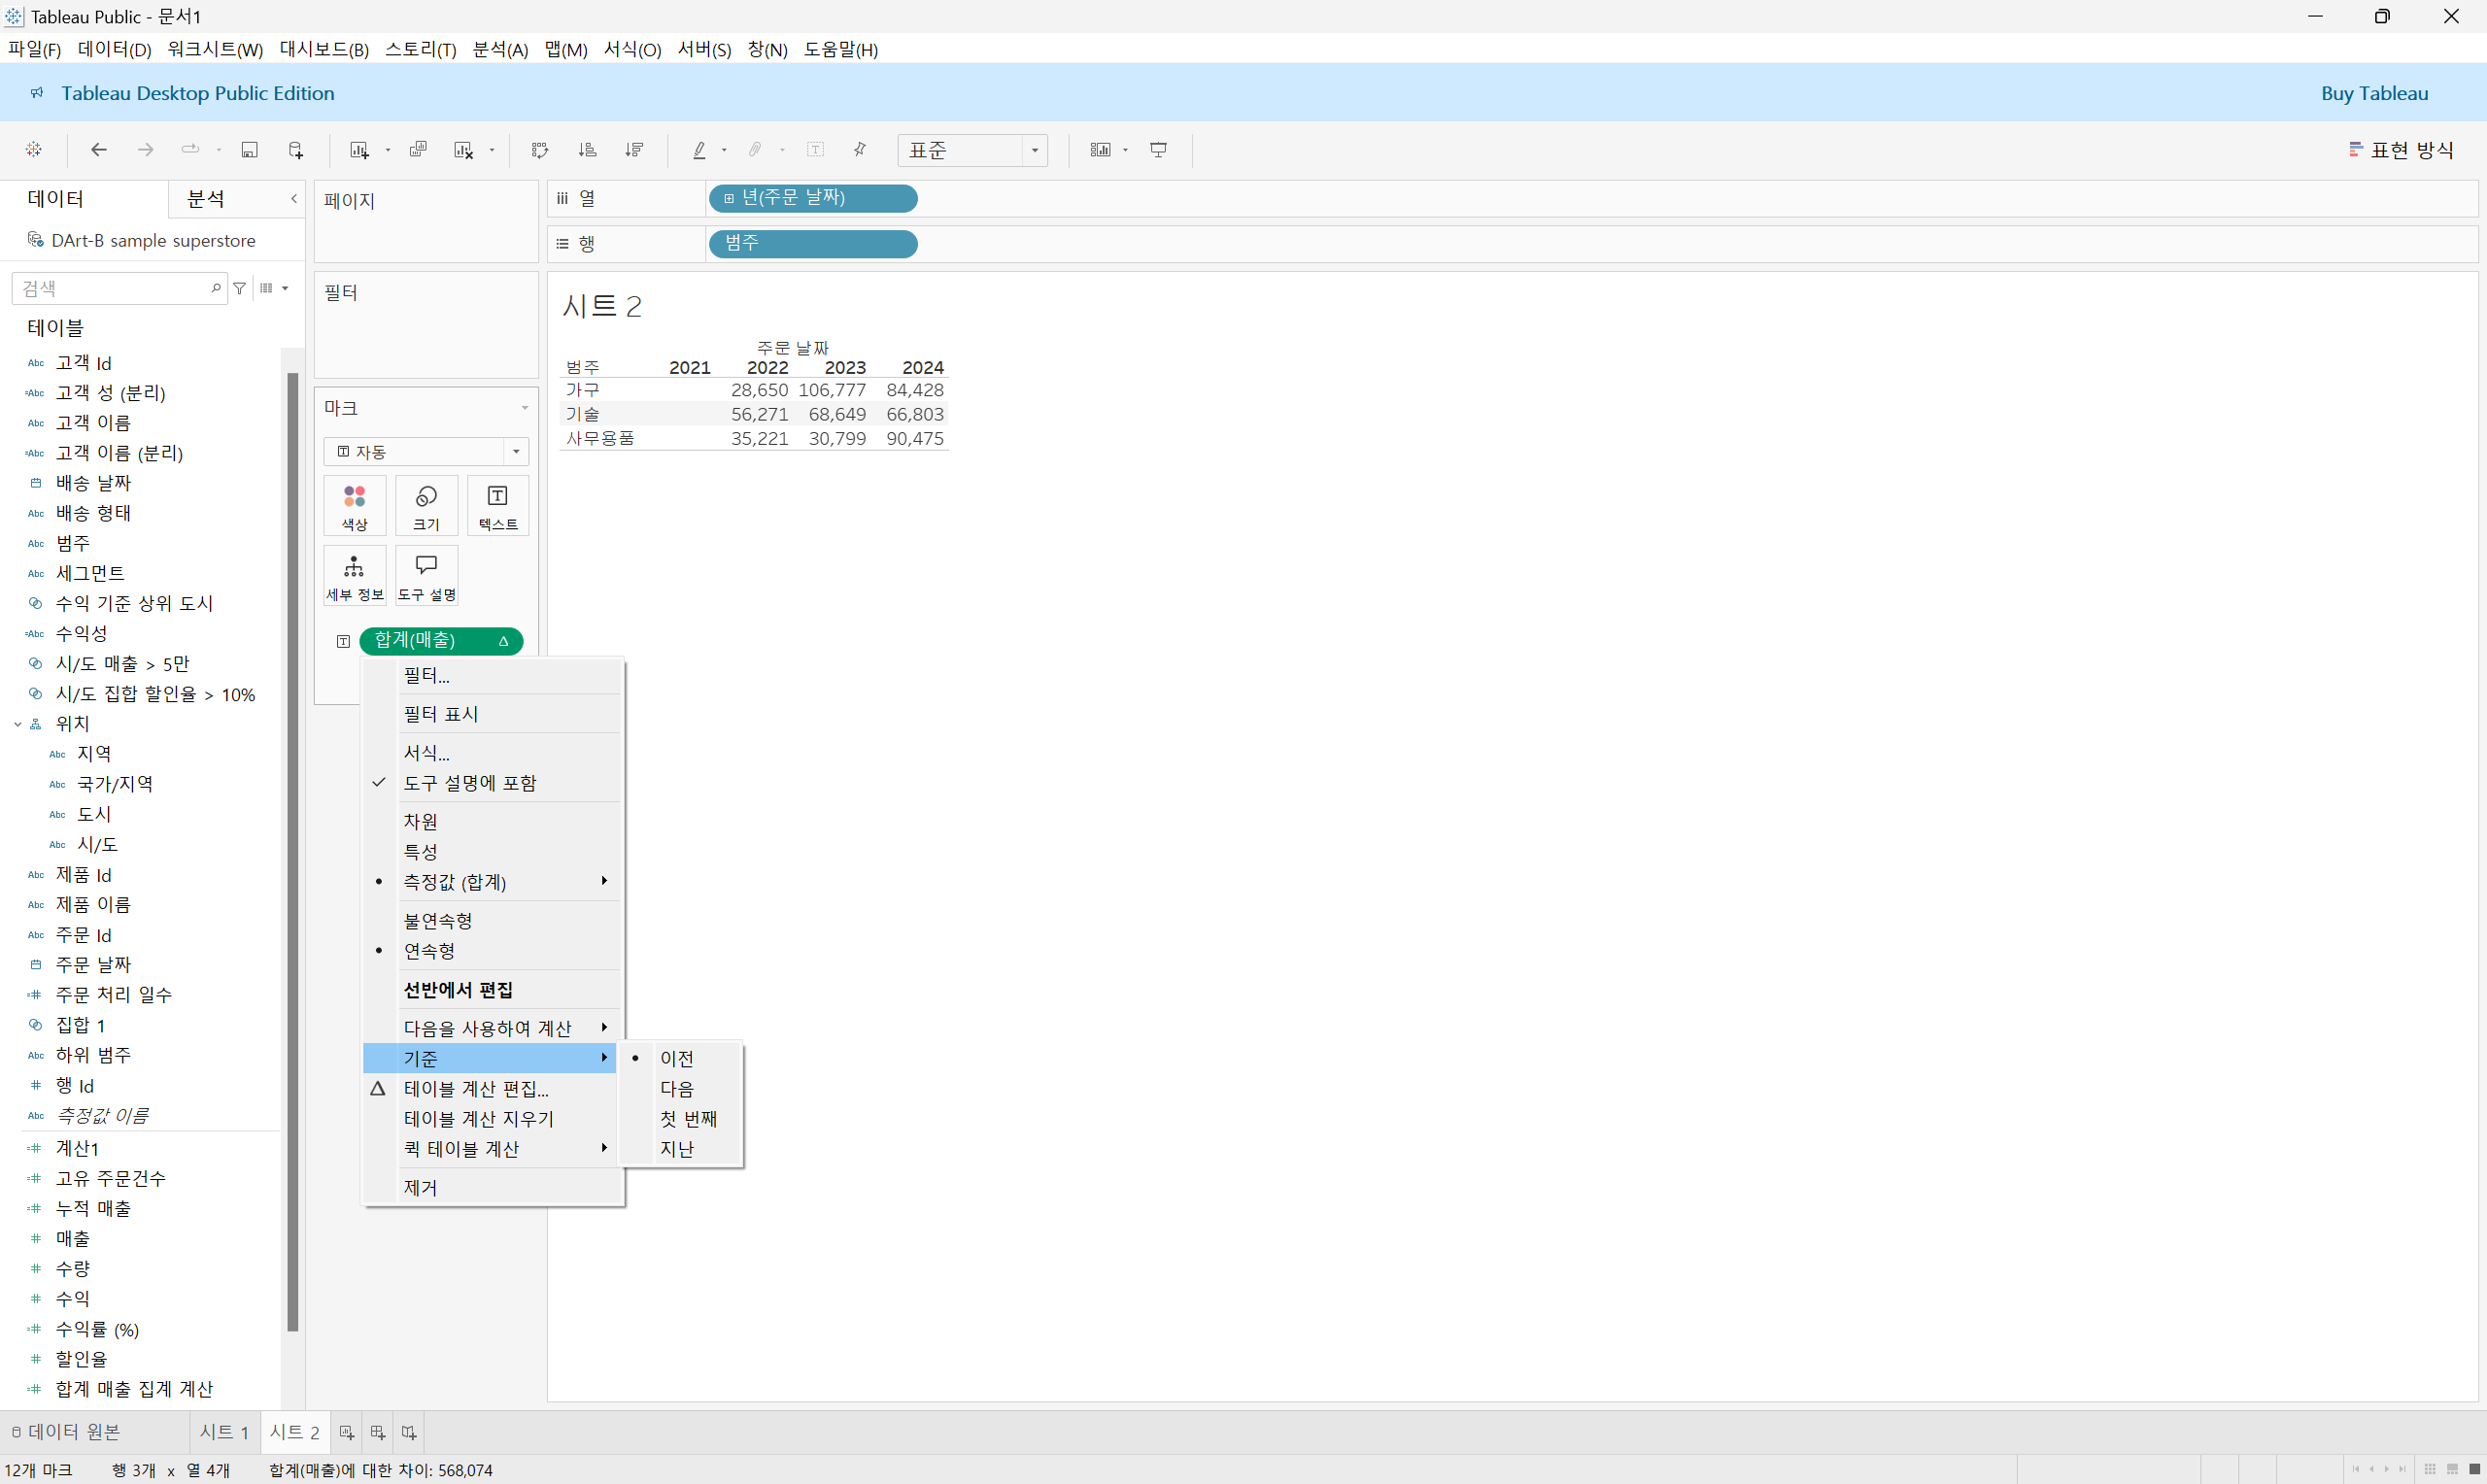 Tableau Public - 문서1
파일(F) 데이터(D) 워크시트(W) 대시보드(B) 스토리(T) 분석(A) 맵(M) 서식(O) 서버(S) 창(N) 도움말(H)
Tableau Desktop Public Edition
Buy Tableau
표준
표현 방식
데이터
분석
DArt-B sample superstore
검색
테이블
Abc 고객 Id
=Abc 고객 성 (분리)
Abc 고객 이름
=Abc 고객 이름 (분리)
배송 날짜
Abc 배송 형태
Abc 범주
Abc 세그먼트
수익 기준 상위 도시
=Abc 수익성
시/도 매출 > 5만
시/도 집합 할인율 > 10%
위치
Abc 지역
Abc 국가/지역
Abc 도시
Abc 시/도
Abc 제품 Id
Abc 제품 이름
Abc 주문 Id
주문 날짜
=# 주문 처리 일수
집합 1
Abc 하위 범주
# 행 Id
Abc 측정값 이름
=# 계산1
=# 고유 주문건수
=# 누적 매출
# 매출
# 수량
# 수익
=# 수익률 (%)
# 할인율
=# 합계 매출 집계 계산
페이지
필터
마크
자동
색상
크기
텍스트
세부 정보
도구 설명
합계(매출) Δ
열
년(주문 날짜)
행
범주
시트 2
주문 날짜
범주 2021 2022 2023 2024
가구 28,650 106,777 84,428
기술 56,271 68,649 66,803
사무용품 35,221 30,799 90,475
필터...
필터 표시
서식...
✓ 도구 설명에 포함
차원
특성
• 측정값 (합계)
불연속형
• 연속형
선반에서 편집
다음을 사용하여 계산
기준
Δ 테이블 계산 편집...
테이블 계산 지우기
퀵 테이블 계산
제거
• 이전
다음
첫 번째
지난
데이터 원본
시트 1
시트 2
12개 마크 행 3개 x 열 4개 합계(매출)에 대한 차이: 568,074